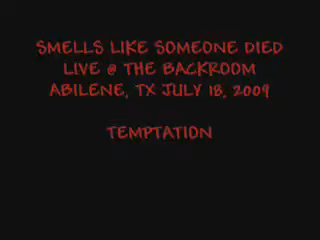 SMELLS LIKE SOMEONE DIED
LIVE @ THE BACKROOM
ABILENE, TX JULY 18, 2009
TEMPTATION